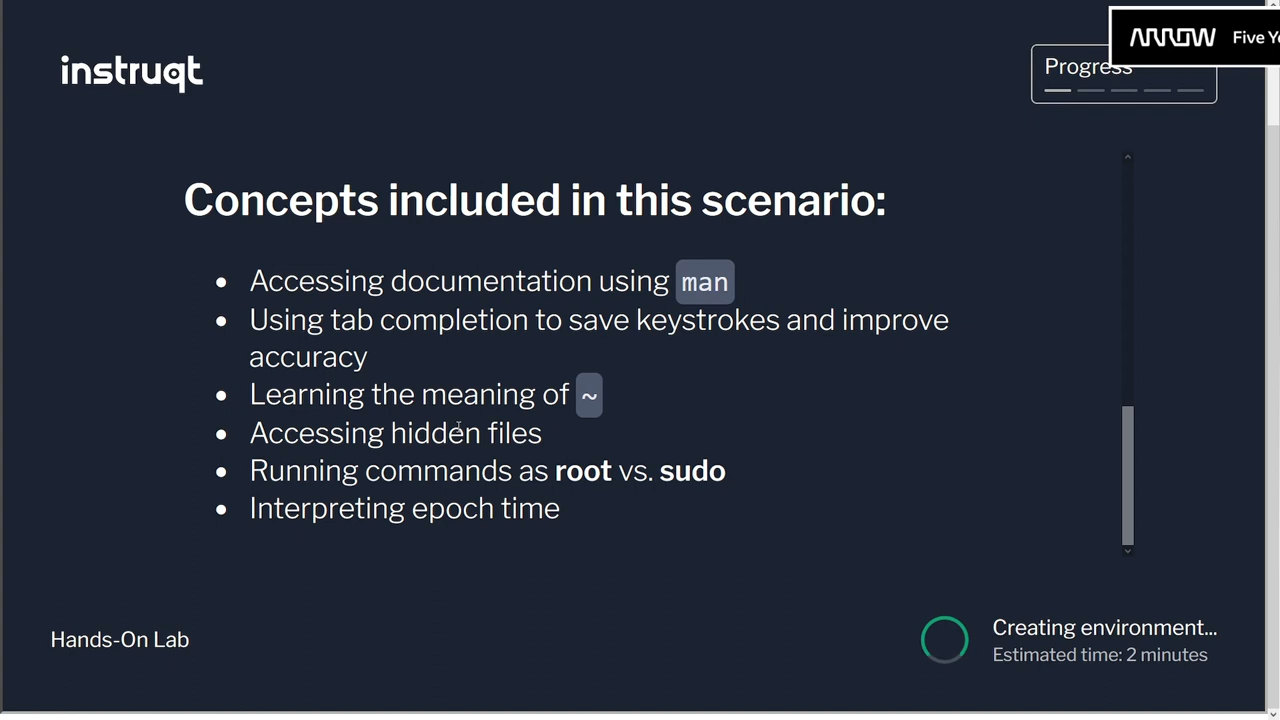 instruqt
ARROW Five Ye
Progress
Concepts included in this scenario:
Accessing documentation using man
Using tab completion to save keystrokes and improve
accuracy
Learning the meaning of ~
Accessing hidden files
Running commands as root vs. sudo
Interpreting epoch time
Hands-On Lab
Creating environment...
Estimated time: 2 minutes